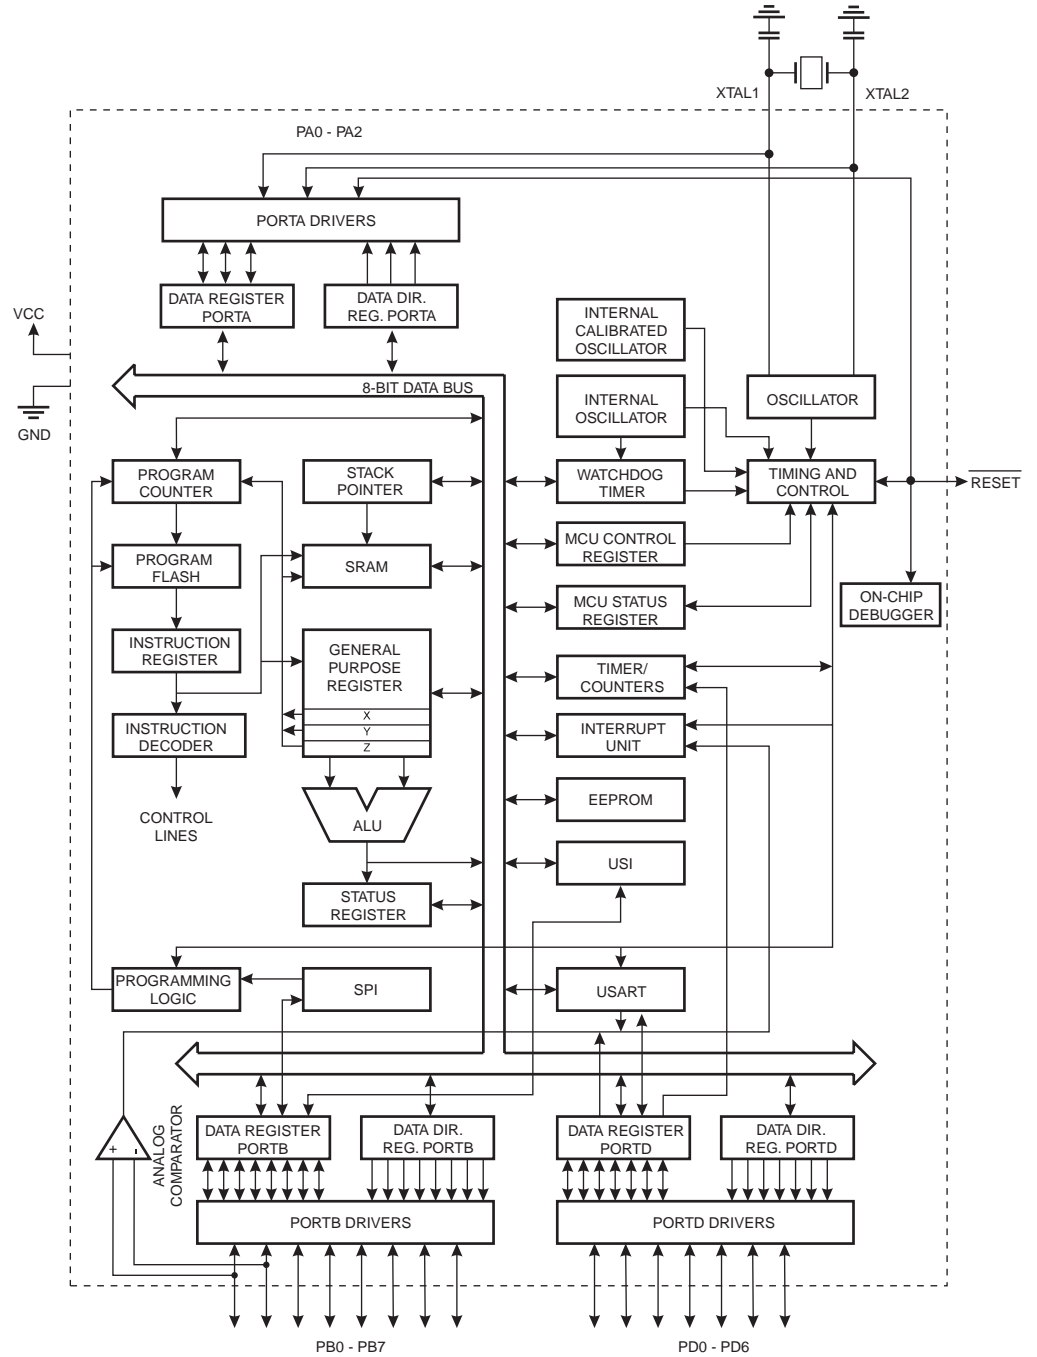 XTAL1
XTAL2
PA0 - PA2
PORTA DRIVERS
DATA REGISTER
PORTA
DATA DIR.
REG. PORTA
VCC
GND
8-BIT DATA BUS
INTERNAL
CALIBRATED
OSCILLATOR
INTERNAL
OSCILLATOR
OSCILLATOR
PROGRAM
COUNTER
STACK
POINTER
WATCHDOG
TIMER
TIMING AND
CONTROL
RESET
PROGRAM
FLASH
SRAM
MCU CONTROL
REGISTER
MCU STATUS
REGISTER
ON-CHIP
DEBUGGER
INSTRUCTION
REGISTER
GENERAL
PURPOSE
REGISTER
X
Y
Z
TIMER/
COUNTERS
INSTRUCTION
DECODER
INTERRUPT
UNIT
CONTROL
LINES
ALU
EEPROM
USI
STATUS
REGISTER
PROGRAMMING
LOGIC
SPI
USART
ANALOG
COMPARATOR
+
-
DATA REGISTER
PORTB
DATA DIR.
REG. PORTB
DATA REGISTER
PORTD
DATA DIR.
REG. PORTD
PORTB DRIVERS
PORTD DRIVERS
PB0 - PB7
PD0 - PD6